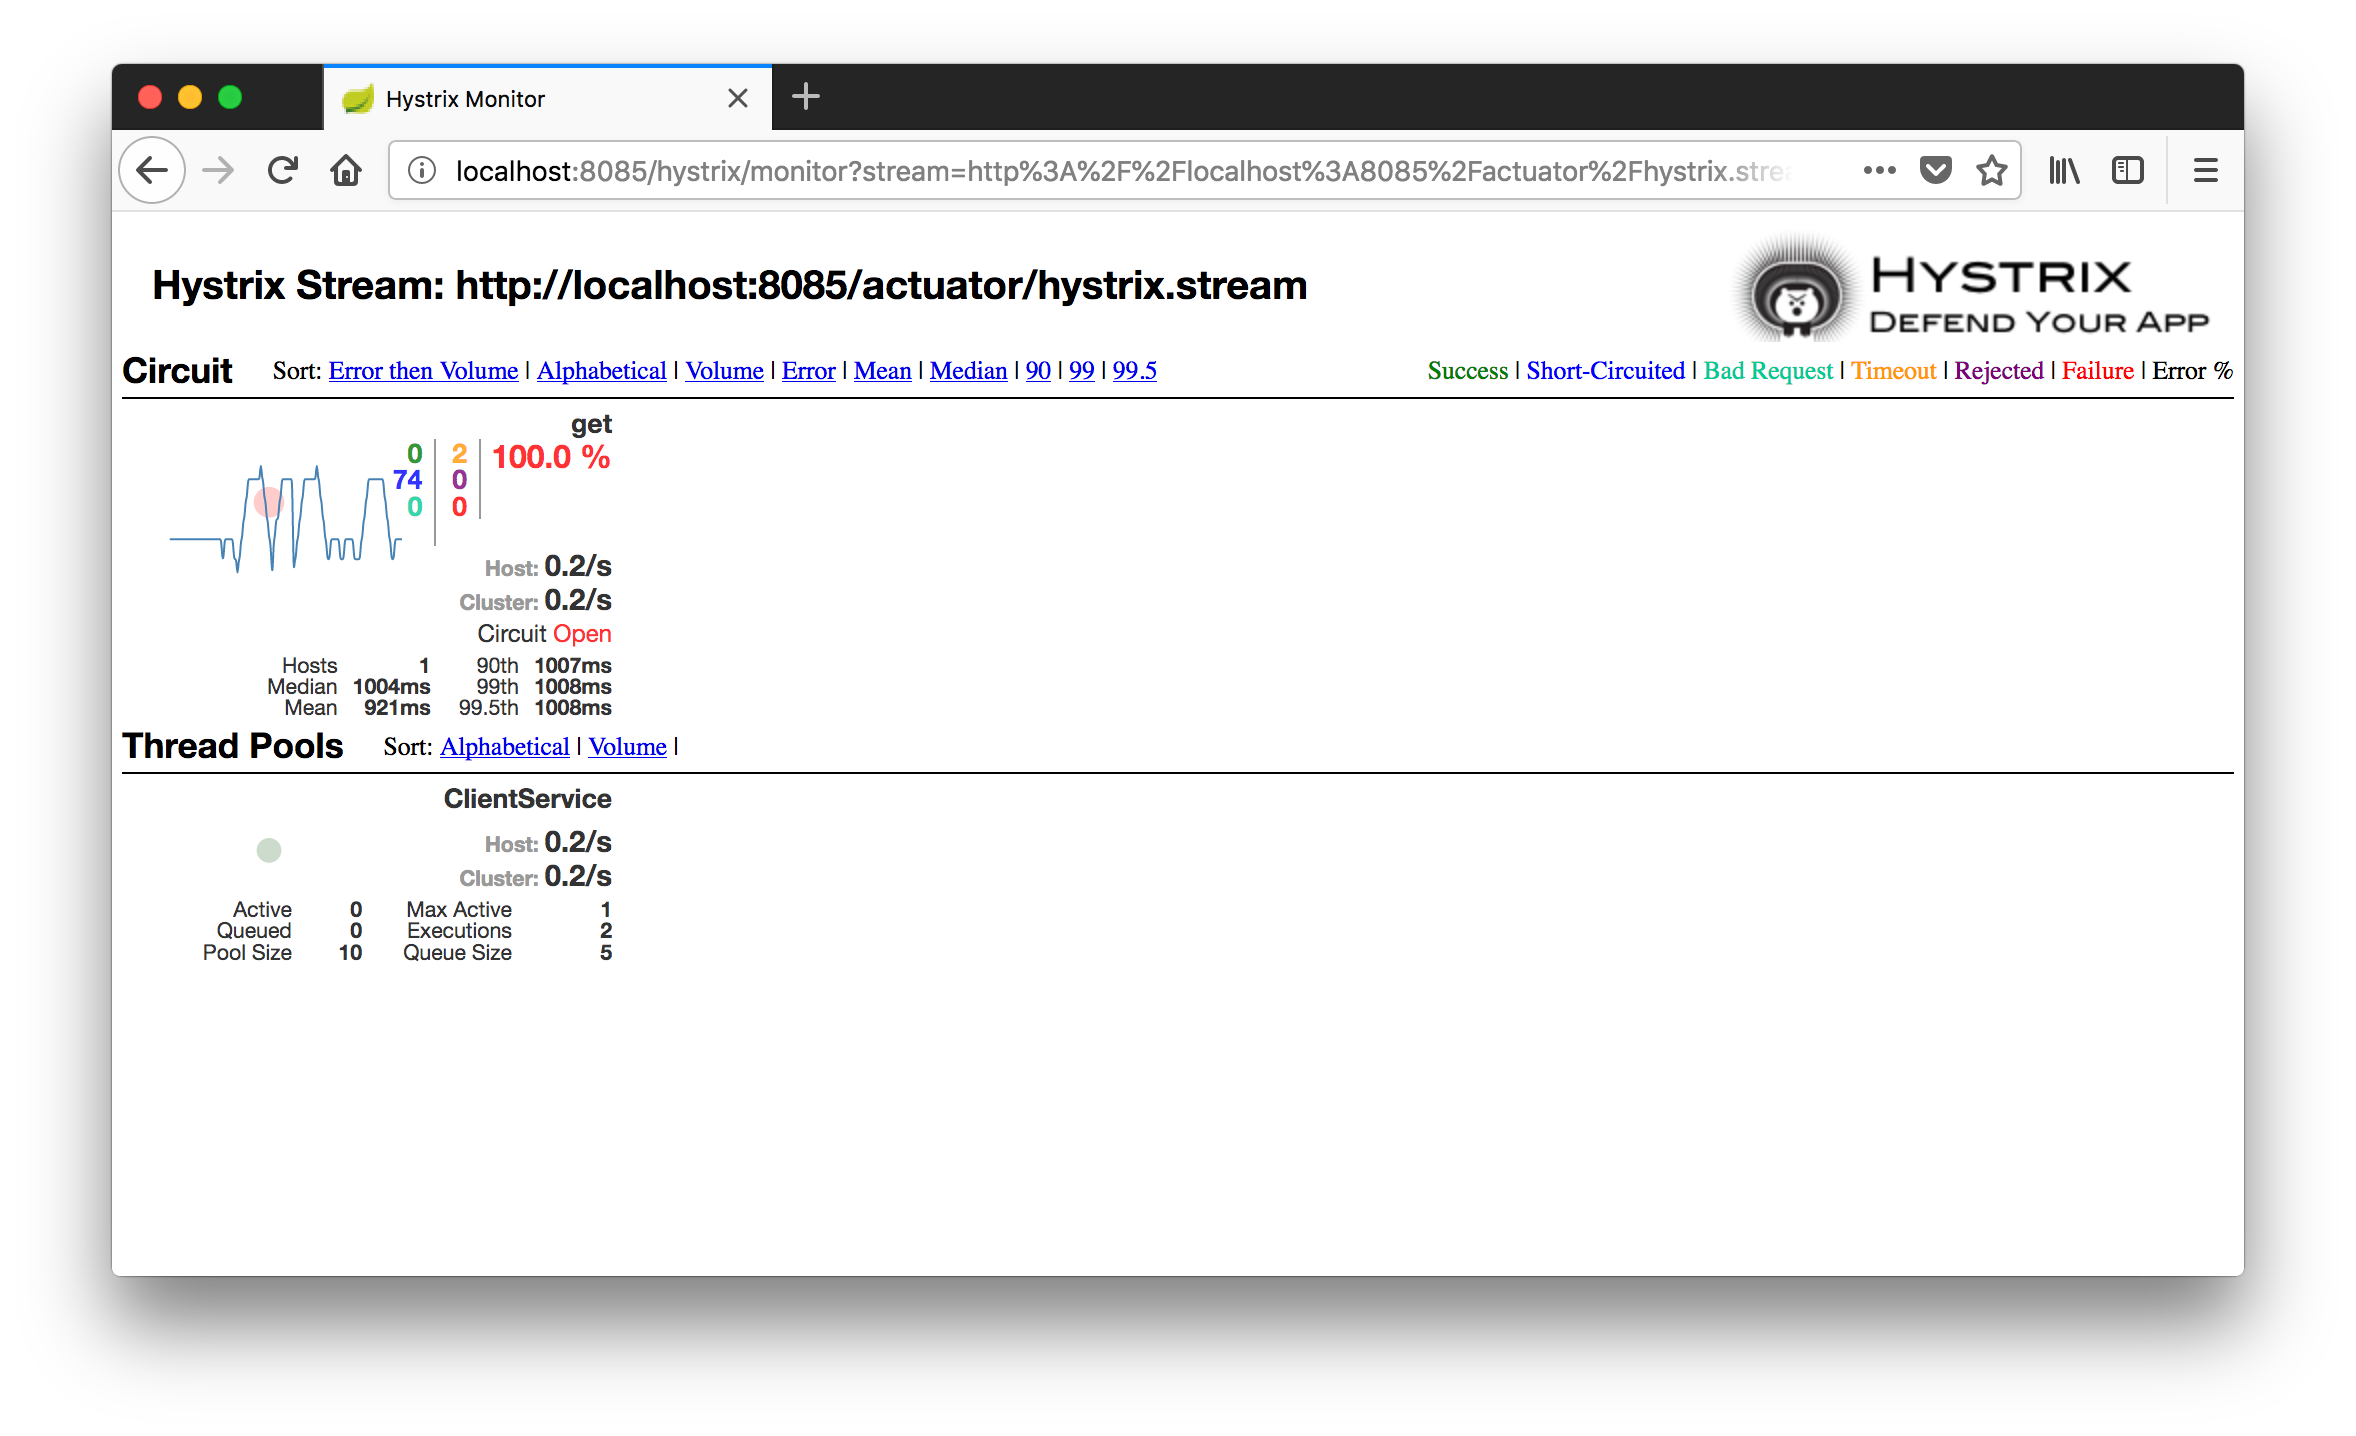 Hystrix Monitor
localhost:8085/hystrix/monitor?stream=http%3A%2F%2Flocalhost%3A8085%2Factuator%2Fhystrix.strea
Hystrix Stream: http://localhost:8085/actuator/hystrix.stream
HYSTRIX
DEFEND YOUR APP
Circuit Sort: Error then Volume | Alphabetical | Volume | Error | Mean | Median | 90 | 99 | 99.5 Success | Short-Circuited | Bad Request | Timeout | Rejected | Failure | Error %
get
0 2 100.0 %
74 0
0 0
Host: 0.2/s
Cluster: 0.2/s
Circuit Open
Hosts 1 90th 1007ms
Median 1004ms 99th 1008ms
Mean 921ms 99.5th 1008ms
Thread Pools Sort: Alphabetical | Volume |
ClientService
Host: 0.2/s
Cluster: 0.2/s
Active 0 Max Active 1
Queued 0 Executions 2
Pool Size 10 Queue Size 5